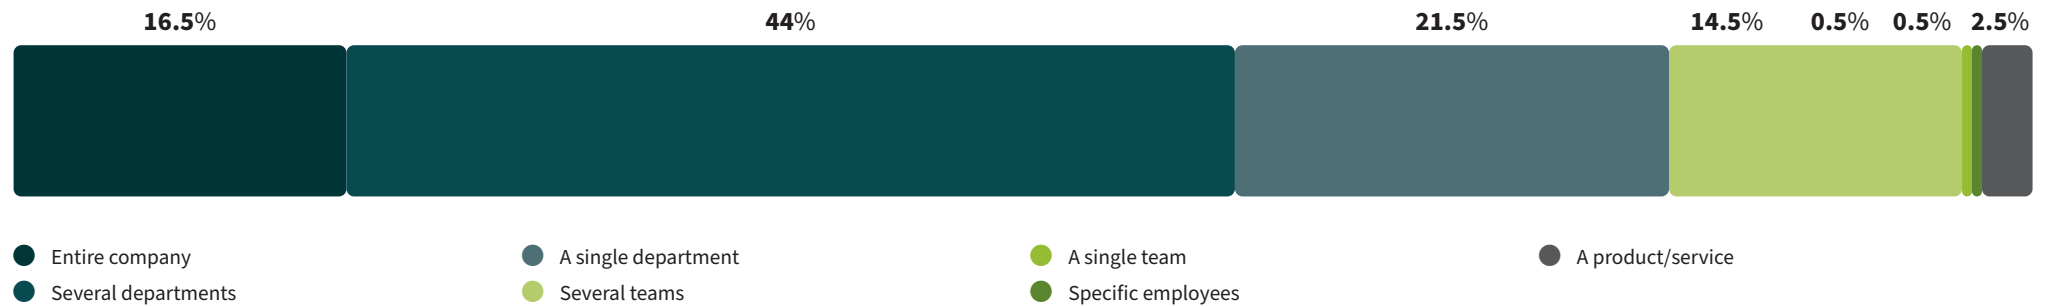 16.5% 44% 21.5% 14.5% 0.5% 0.5% 2.5%
Entire company A single department A single team A product/service
Several departments Several teams Specific employees